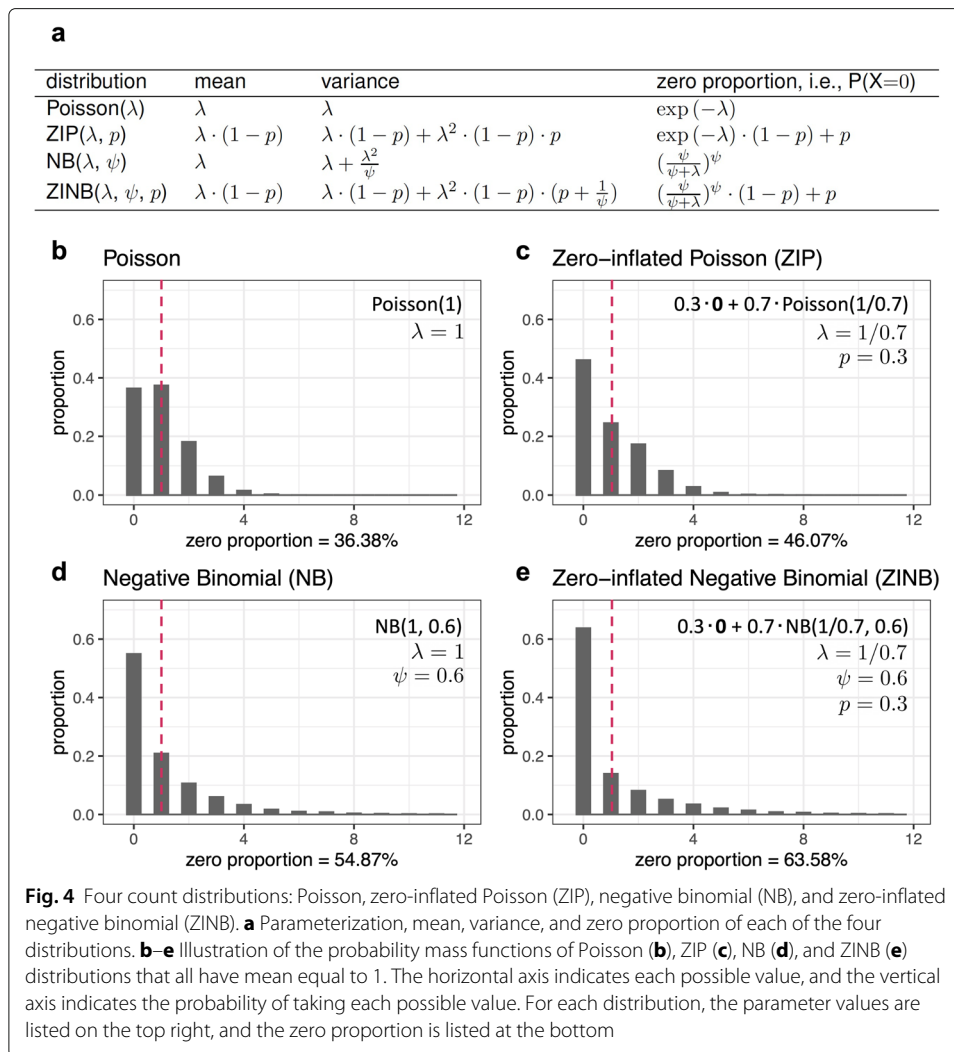 a
distribution mean variance zero proportion, i.e., P(X=0)
Poisson(λ) λ λ exp (−λ)
ZIP(λ, p) λ · (1 − p) λ · (1 − p) + λ² · (1 − p) · p exp (−λ) · (1 − p) + p
NB(λ, ψ) λ λ + λ²/ψ (ψ/(ψ+λ))^ψ
ZINB(λ, ψ, p) λ · (1 − p) λ · (1 − p) + λ² · (1 − p) · (p + 1/ψ) (ψ/(ψ+λ))^ψ · (1 − p) + p
b Poisson
Poisson(1)
λ = 1
proportion
0.6
0.4
0.2
0.0
0 4 8 12
zero proportion = 36.38%
c Zero−inflated Poisson (ZIP)
0.3·0 + 0.7·Poisson(1/0.7)
λ = 1/0.7
p = 0.3
proportion
0.6
0.4
0.2
0.0
0 4 8 12
zero proportion = 46.07%
d Negative Binomial (NB)
NB(1, 0.6)
λ = 1
ψ = 0.6
proportion
0.6
0.4
0.2
0.0
0 4 8 12
zero proportion = 54.87%
e Zero−inflated Negative Binomial (ZINB)
0.3·0 + 0.7·NB(1/0.7, 0.6)
λ = 1/0.7
ψ = 0.6
p = 0.3
proportion
0.6
0.4
0.2
0.0
0 4 8 12
zero proportion = 63.58%
Fig. 4 Four count distributions: Poisson, zero-inflated Poisson (ZIP), negative binomial (NB), and zero-inflated
negative binomial (ZINB). a Parameterization, mean, variance, and zero proportion of each of the four
distributions. b–e Illustration of the probability mass functions of Poisson (b), ZIP (c), NB (d), and ZINB (e)
distributions that all have mean equal to 1. The horizontal axis indicates each possible value, and the vertical
axis indicates the probability of taking each possible value. For each distribution, the parameter values are
listed on the top right, and the zero proportion is listed at the bottom